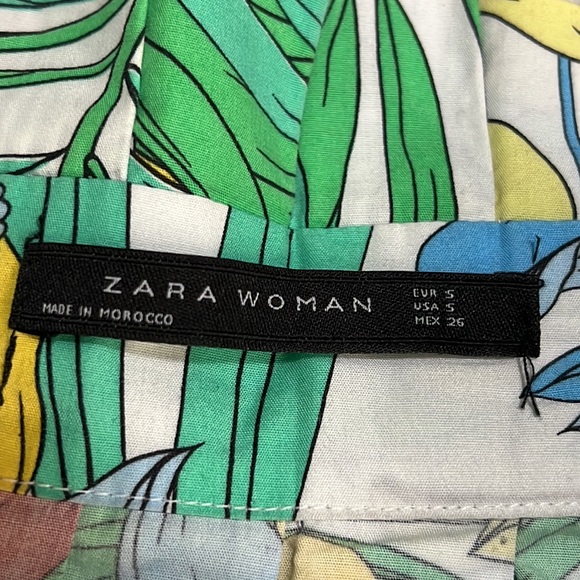 ZARA WOMAN
MADE IN MOROCCO
EUR S
USA S
MEX 26